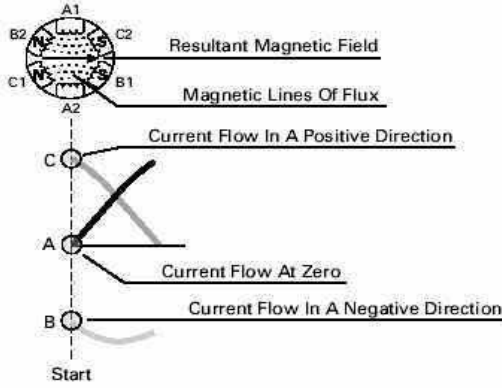 A1
B2 C2
N S
Resultant Magnetic Field
N S
C1 B1
Magnetic Lines Of Flux
A2
Current Flow In A Positive Direction
C
A
Current Flow At Zero
Current Flow In A Negative Direction
B
Start